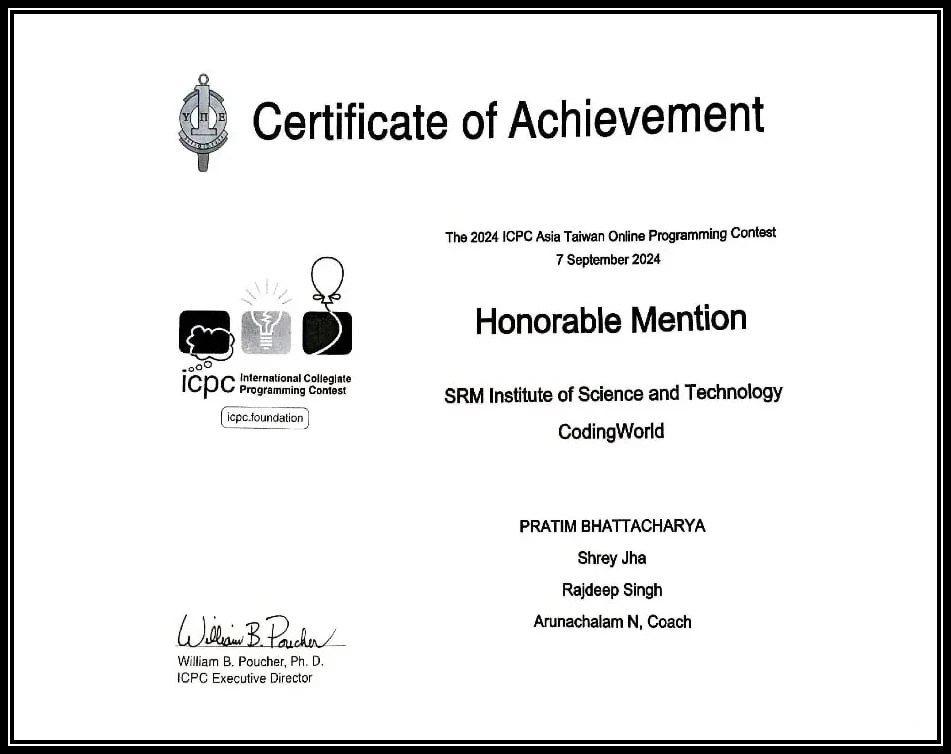 Certificate of Achievement
Υ Π Ε
The 2024 ICPC Asia Taiwan Online Programming Contest
7 September 2024
Honorable Mention
SRM Institute of Science and Technology
CodingWorld
icpc International Collegiate
Programming Contest
icpc.foundation
PRATIM BHATTACHARYA
Shrey Jha
Rajdeep Singh
Arunachalam N, Coach
William B. Poucher
William B. Poucher, Ph. D.
ICPC Executive Director